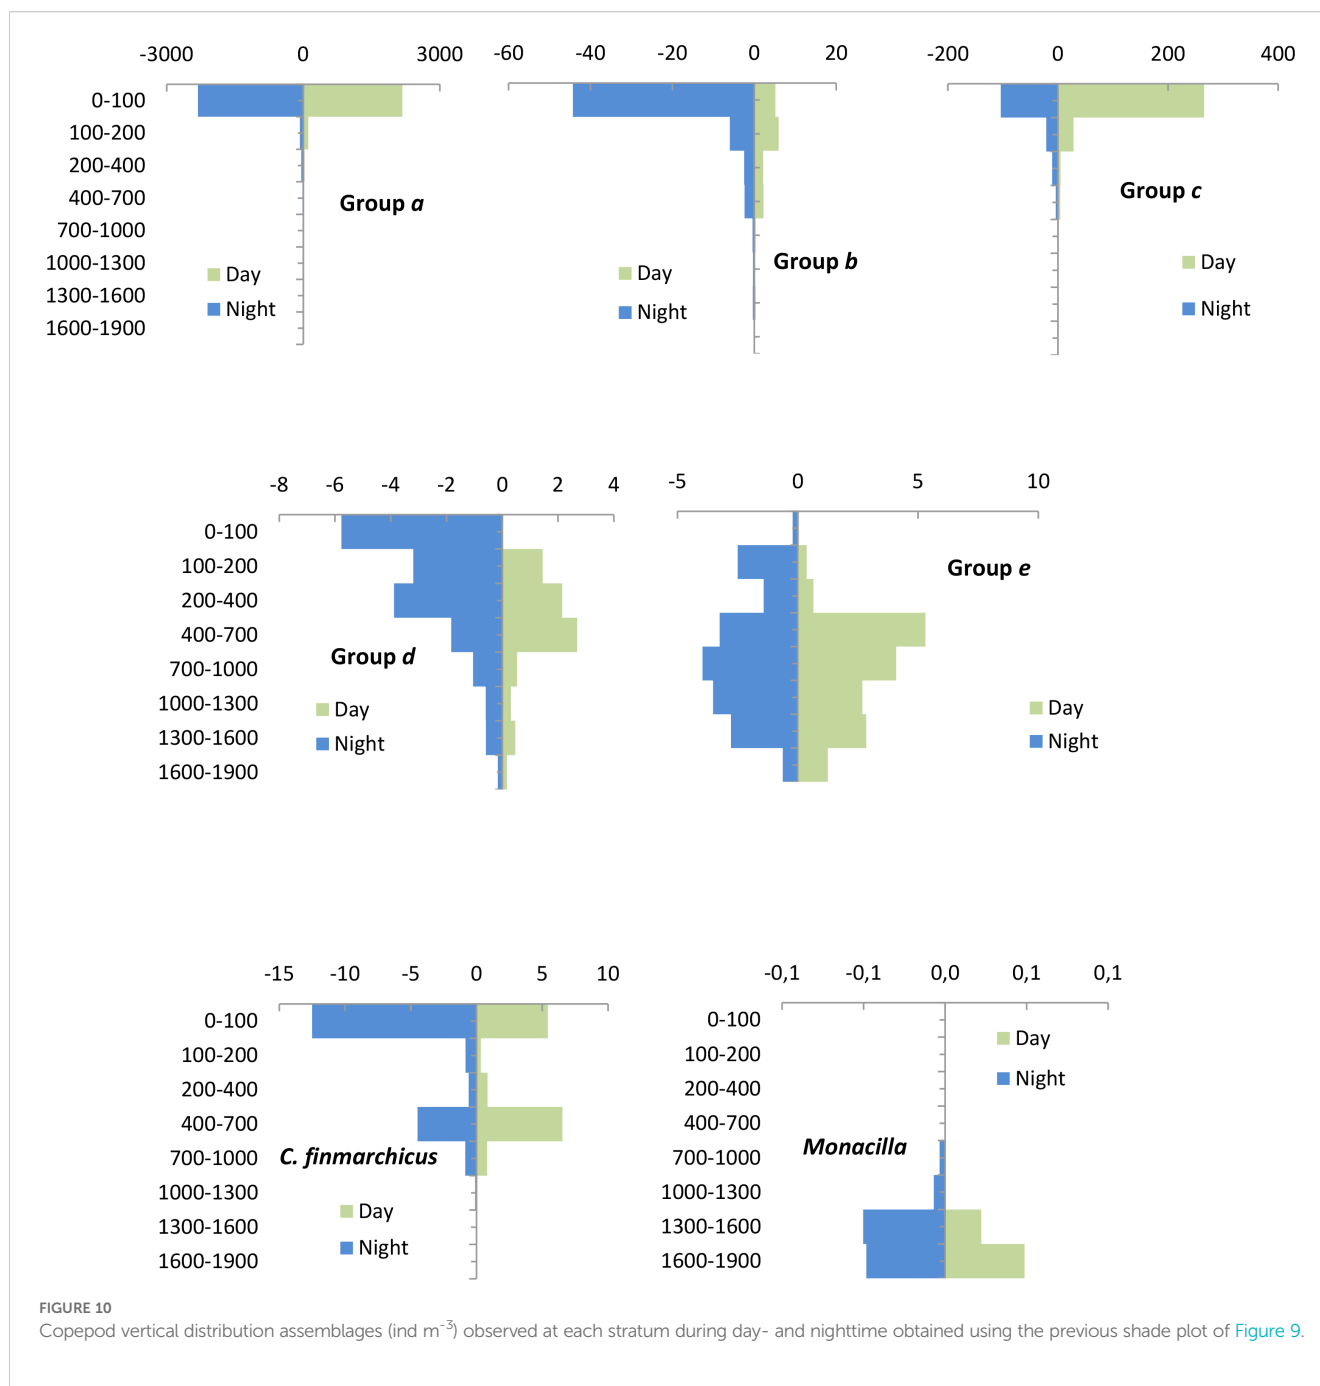 -3000 0 3000
0-100
100-200
200-400
400-700
700-1000
1000-1300
1300-1600
1600-1900
Group a
Day
Night
-60 -40 -20 0 20
Group b
Day
Night
-200 0 200 400
Group c
Day
Night
-8 -6 -4 -2 0 2 4
0-100
100-200
200-400
400-700
700-1000
1000-1300
1300-1600
1600-1900
Group d
Day
Night
-5 0 5 10
Group e
Day
Night
-15 -10 -5 0 5 10
0-100
100-200
200-400
400-700
700-1000
1000-1300
1300-1600
1600-1900
C. finmarchicus
Day
Night
-0,1 -0,1 0,0 0,1 0,1
0-100
100-200
200-400
400-700
700-1000
1000-1300
1300-1600
1600-1900
Monacilla
Day
Night
FIGURE 10
Copepod vertical distribution assemblages (ind m-3) observed at each stratum during day- and nighttime obtained using the previous shade plot of Figure 9.